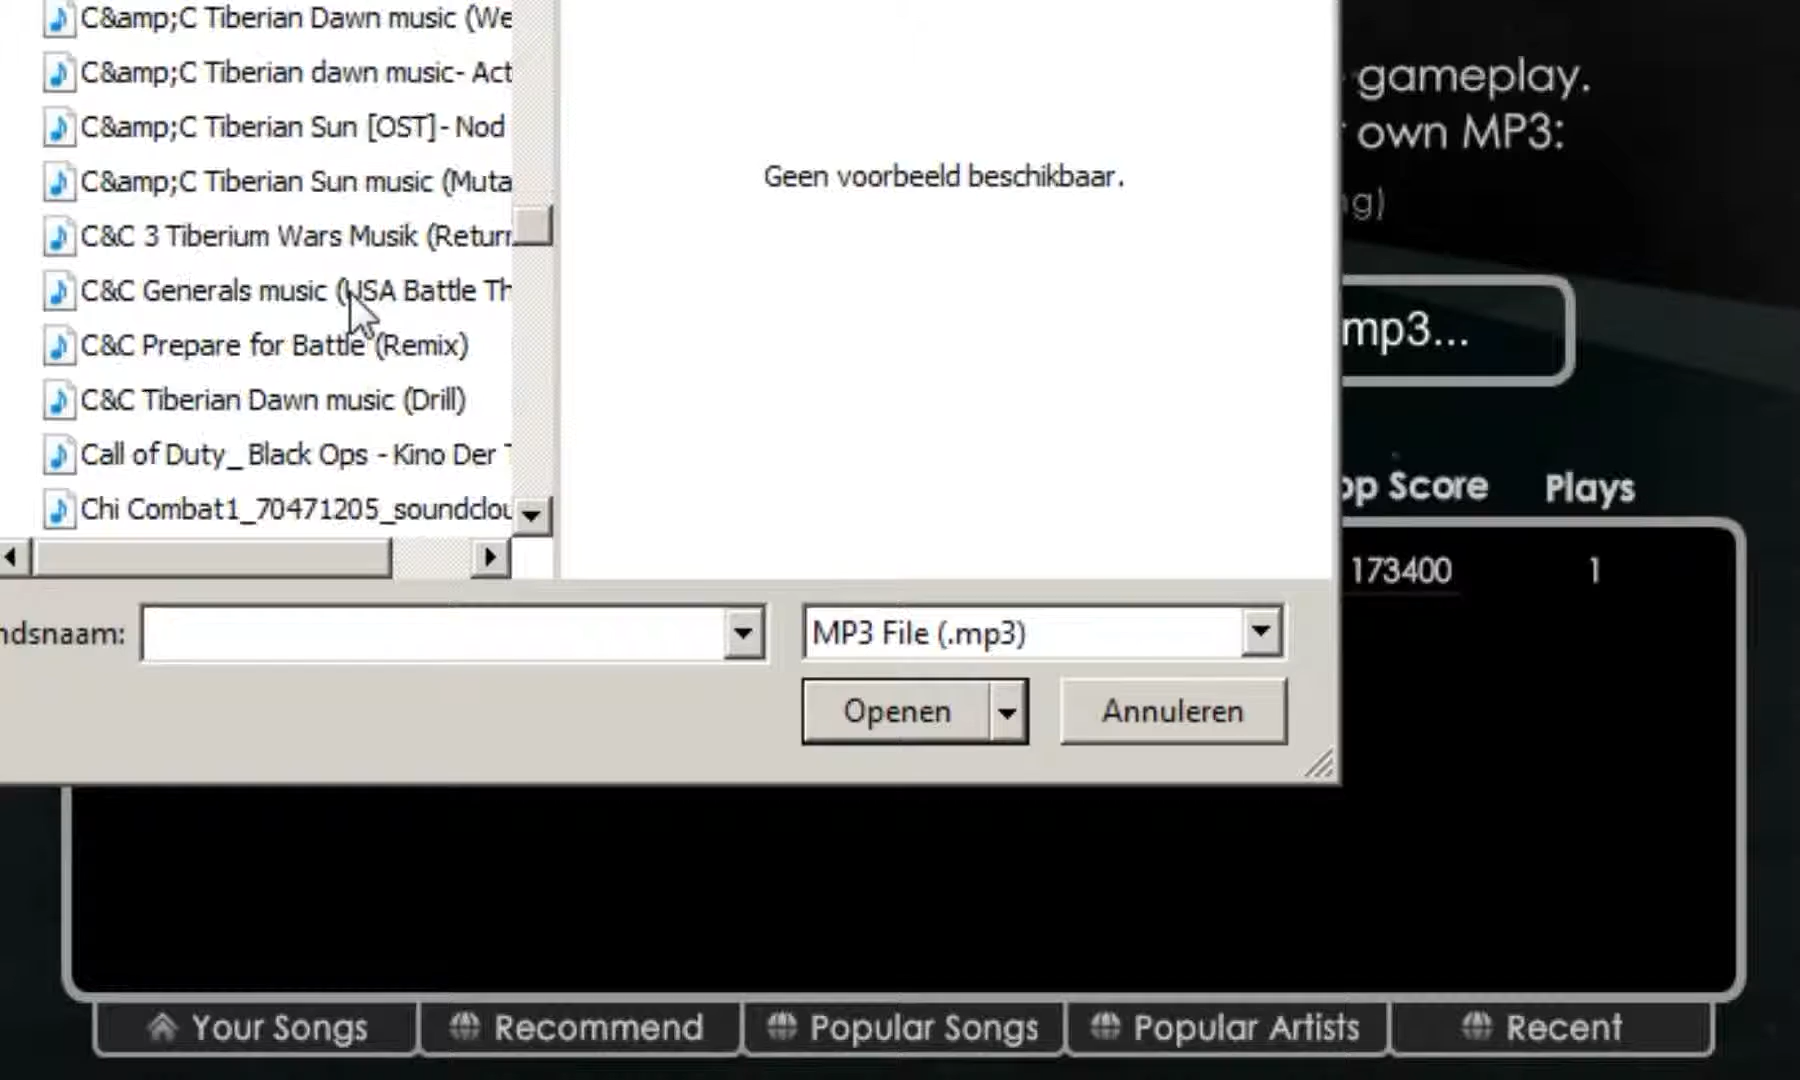 C&amp;C Tiberian Dawn music (We
C&amp;C Tiberian dawn music- Act
C&amp;C Tiberian Sun [OST]- Nod
C&amp;C Tiberian Sun music (Muta
C&C 3 Tiberium Wars Musik (Return
C&C Generals music (USA Battle Th
C&C Prepare for Battle (Remix)
C&C Tiberian Dawn music (Drill)
Call of Duty_ Black Ops - Kino Der T
Chi Combat1_70471205_soundclou
Geen voorbeeld beschikbaar.
gameplay.
own MP3:
g)
mp3...
op Score Plays
173400 1
ndsnaam:
MP3 File (.mp3)
Openen Annuleren
Your Songs Recommend Popular Songs Popular Artists Recent